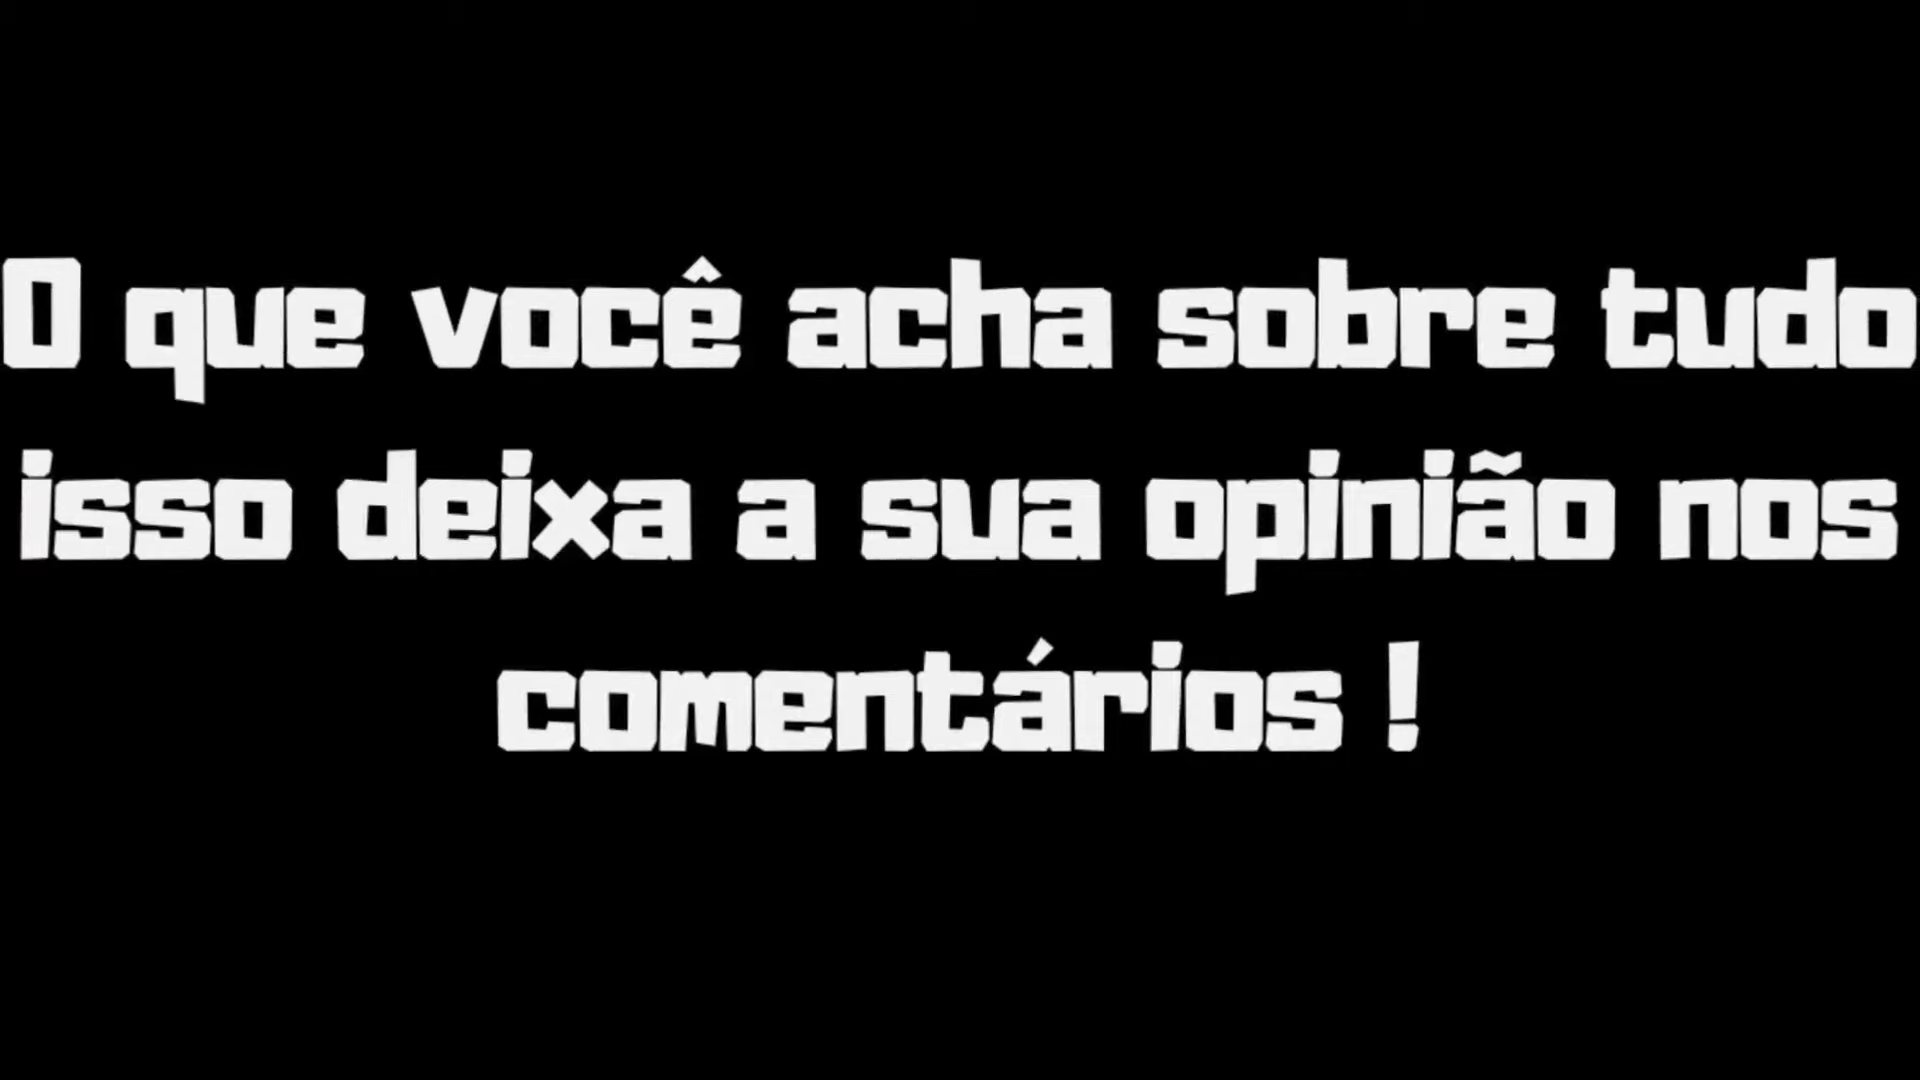 O que você acha sobre tudo
isso deixa a sua opinião nos
comentários !